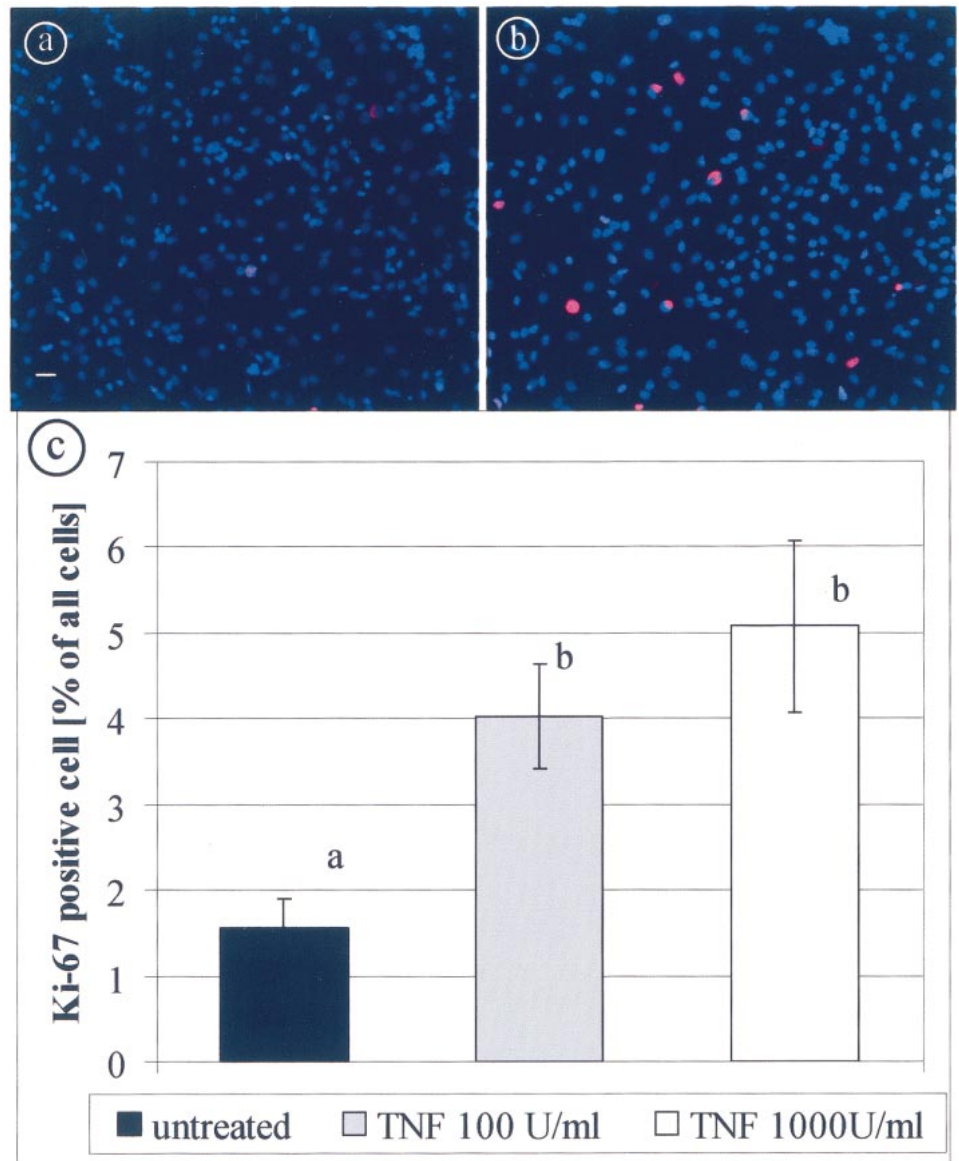 a
b
c
Ki-67 positive cell [% of all cells]
7
6
5
4
3
2
1
0
a
b
b
untreated TNF 100 U/ml TNF 1000U/ml